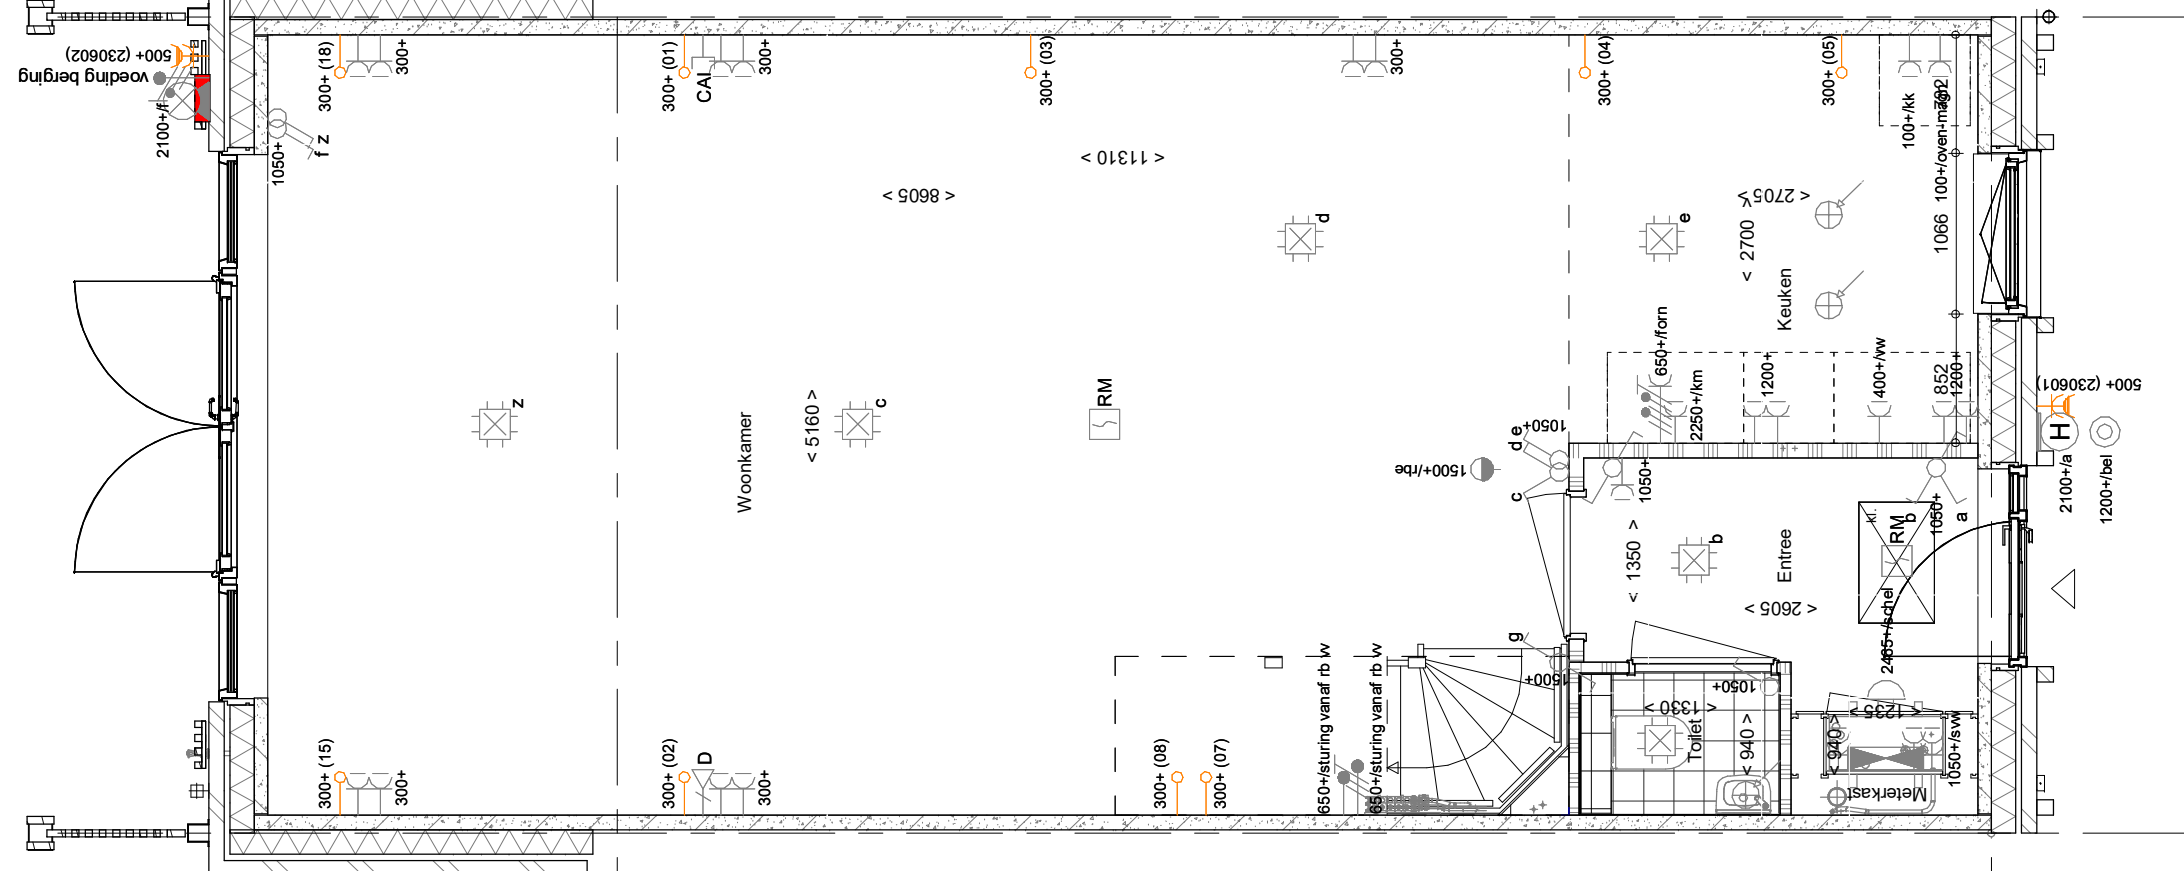 500+ (230602)
voeding berging
2100+/f
1050+
f z
300+ (18)
300+
300+ (01)
CAI
300+
300+ (03)
300+
300+ (04)
300+ (05)
100+/kk
100+/oven-magn
< 11310 >
< 8605 >
< 2705 >
< 2700 >
1066
d
e
Keuken
650+/forn
2250+/km
1200+
400+/vw
852
1200+
500+ (230601)
H
2100+/a
1200+/bel
z
Woonkamer
< 5160 >
c
RM
1050+
d e
1500+/rbe
c
1050+
< 1350 >
b
Entree
< 2605 >
kl.
RM
b
1050+
a
2465+/schel
g
1500+
1050+
< 1330 >
Toilet
< 940 >
< 1235 >
< 940 >
1050+/svw
Meterkast
300+ (15)
300+
300+ (02)
D
300+
300+ (08)
300+ (07)
650+/sturing vanaf rb w
650+/sturing vanaf rb w